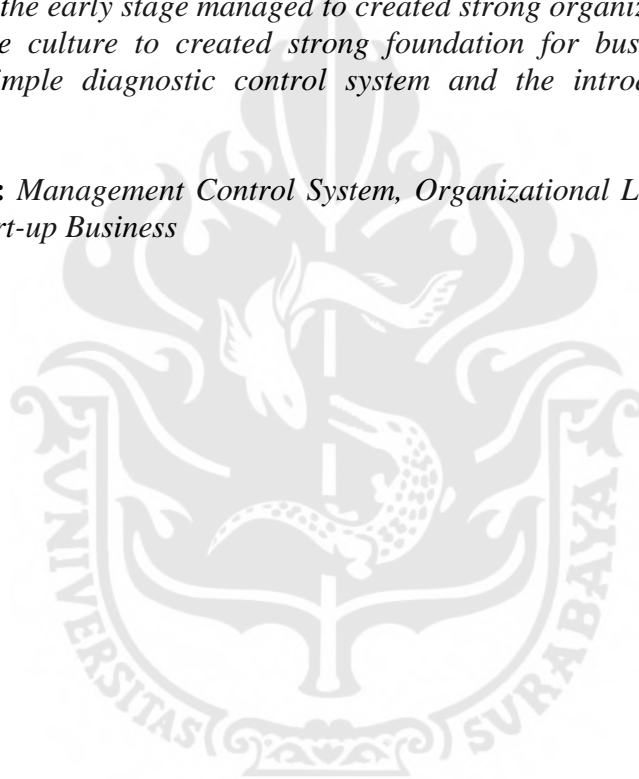 the early stage managed to created strong organiz
e culture to created strong foundation for bus
imple diagnostic control system and the introd
: Management Control System, Organizational L
rt-up Business
UNIVERSITAS SURABAYA